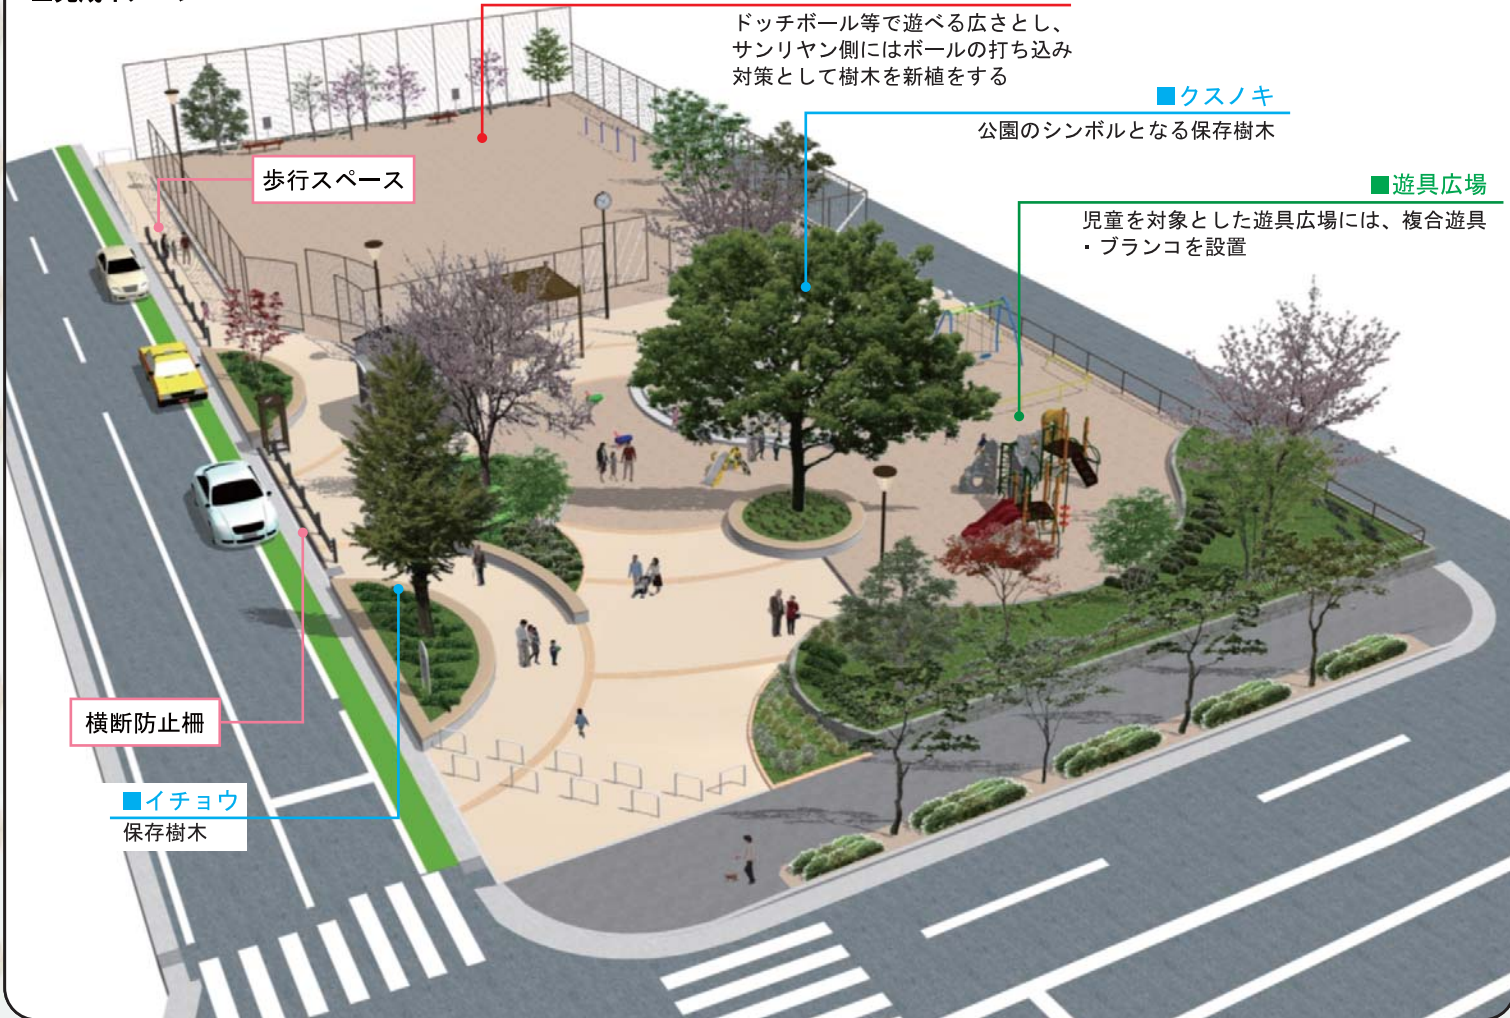 ドッチボール等で遊べる広さとし、
サンリヤン側にはボールの打ち込み
対策として樹木を新植をする
■クスノキ
公園のシンボルとなる保存樹木
■遊具広場
児童を対象とした遊具広場には、複合遊具
・ブランコを設置
歩行スペース
横断防止柵
■イチョウ
保存樹木